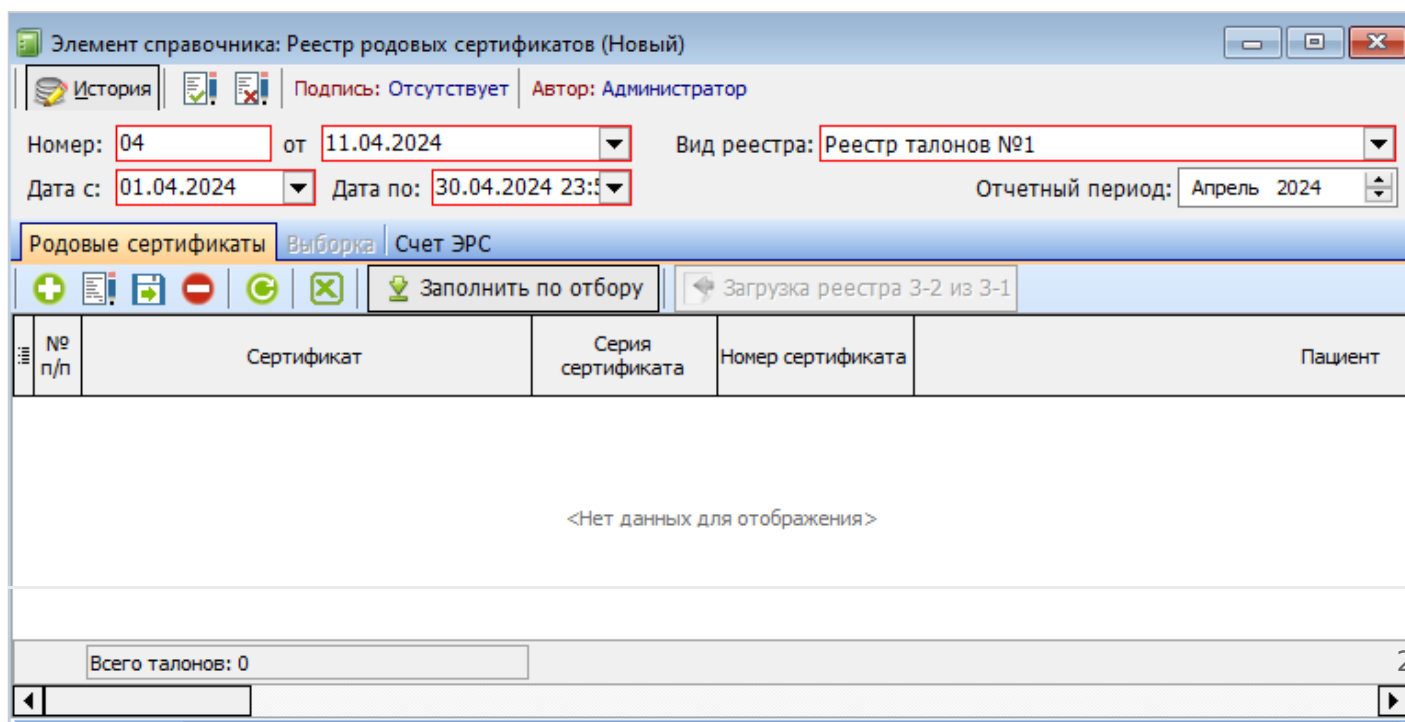 Элемент справочника: Реестр родовых сертификатов (Новый)
История Подпись: Отсутствует Автор: Администратор
Номер: 04 от 11.04.2024 Вид реестра: Реестр талонов №1
Дата с: 01.04.2024 Дата по: 30.04.2024 23:5 Отчетный период: Апрель 2024
Родовые сертификаты Выборка Счет ЭРС
Заполнить по отбору Загрузка реестра 3-2 из 3-1
№ п/п Сертификат Серия сертификата Номер сертификата Пациент
<Нет данных для отображения>
Всего талонов: 0 2